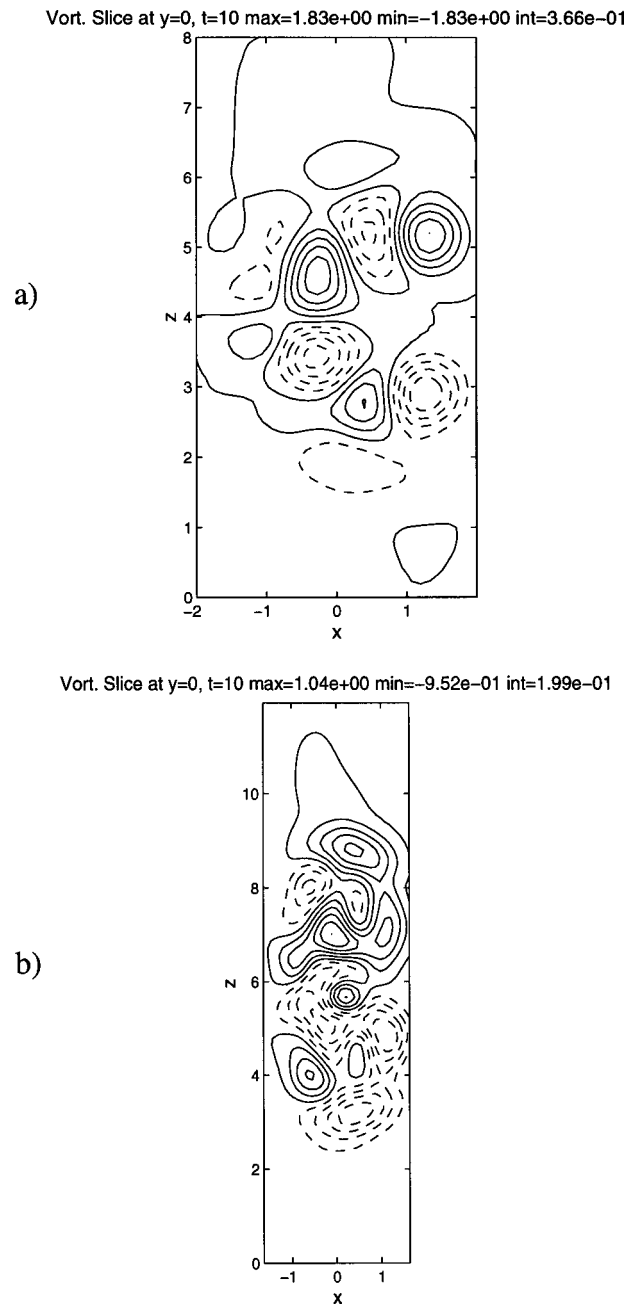 Vort. Slice at y=0, t=10 max=1.83e+00 min=−1.83e+00 int=3.66e−01
8
7
6
5
a)
z 4
3
2
1
0
−2 −1 0 1
x
Vort. Slice at y=0, t=10 max=1.04e+00 min=−9.52e−01 int=1.99e−01
10
8
b)
z 6
4
2
0
−1 0 1
x